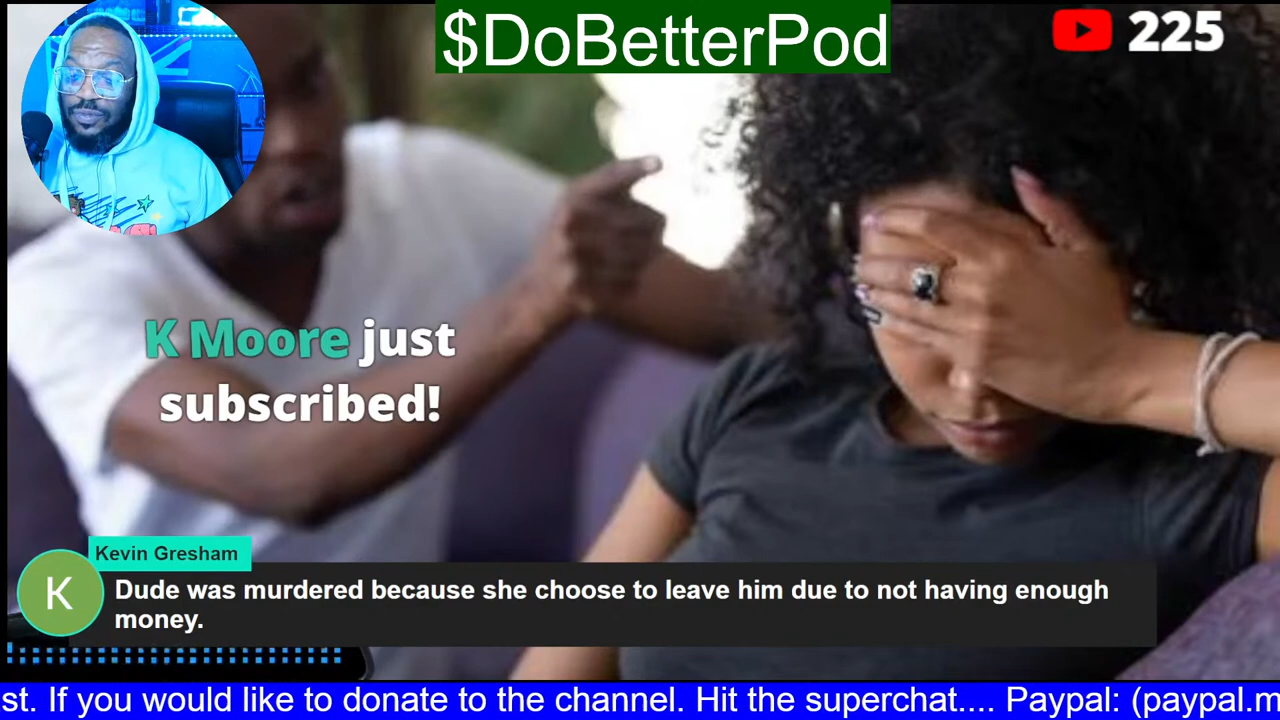 $DoBetterPod
225
K Moore just
subscribed!
Kevin Gresham
K
Dude was murdered because she choose to leave him due to not having enough
money.
st. If you would like to donate to the channel. Hit the superchat.... Paypal: (paypal.m